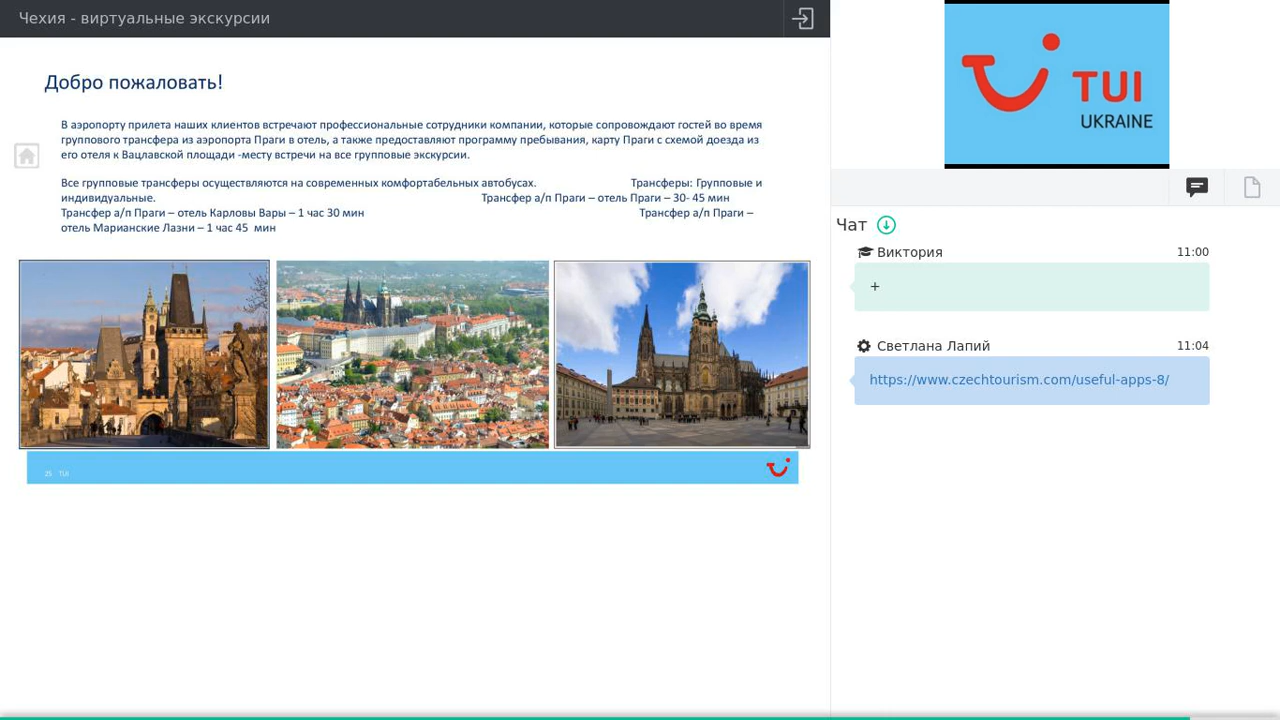 Чехия - виртуальные экскурсии
Добро пожаловать!
В аэропорту прилета наших клиентов встречают профессиональные сотрудники компании, которые сопровождают гостей во время
группового трансфера из аэропорта Праги в отель, а также предоставляют программу пребывания, карту Праги с схемой доезда из
его отеля к Вацлавской площади -месту встречи на все групповые экскурсии.
Все групповые трансферы осуществляются на современных комфортабельных автобусах. Трансферы: Групповые и
индивидуальные. Трансфер а/п Праги – отель Праги – 30- 45 мин
Трансфер а/п Праги – отель Карловы Вары – 1 час 30 мин Трансфер а/п Праги –
отель Марианские Лазни – 1 час 45 мин
25 TUI
TUI
UKRAINE
Чат
Виктория 11:00
+
Светлана Лапий 11:04
https://www.czechtourism.com/useful-apps-8/